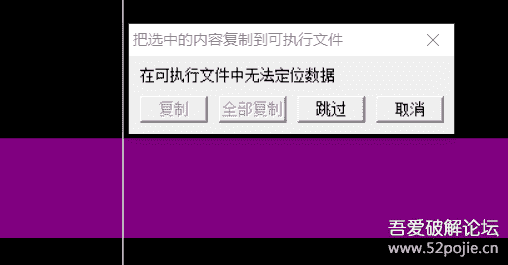 把选中的内容复制到可执行文件
在可执行文件中无法定位数据
复制 全部复制 跳过 取消
吾爱破解论坛
www.52pojie.cn